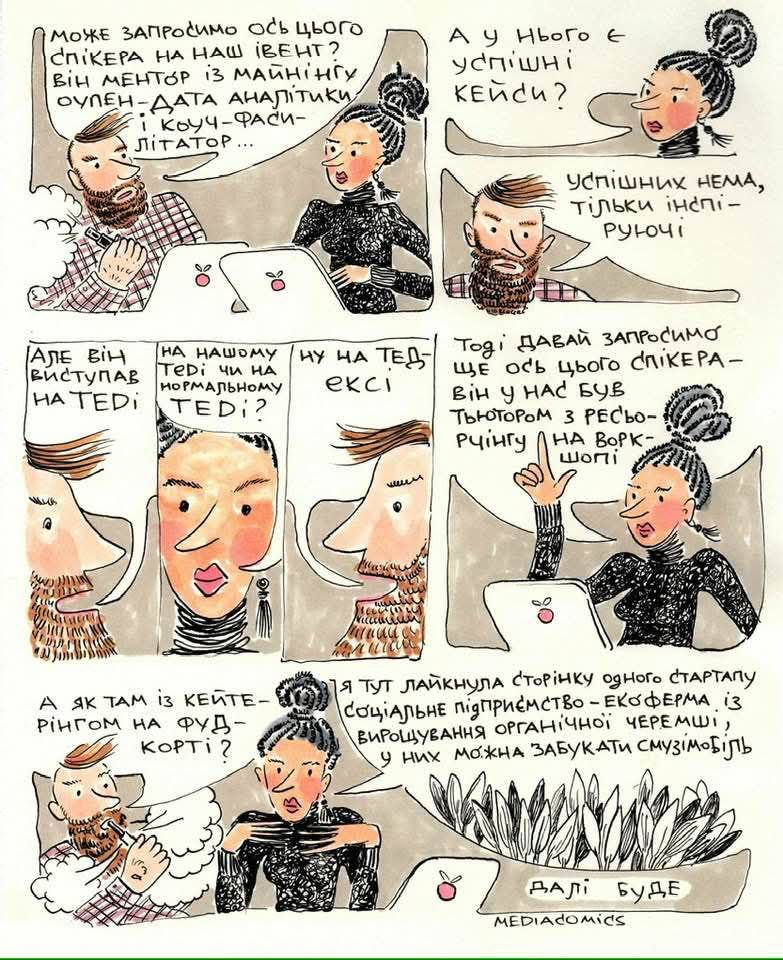 МОЖЕ ЗАПРОСИМО ОСЬ ЦЬОГО
СПІКЕРА НА НАШ ІВЕНТ?
ВІН МЕНТОР ІЗ МАЙНІНГУ
ОУПЕН-ДАТА АНАЛІТИКИ
І КОУЧ-ФАСИ-
ЛІТАТОР...
А У НЬОГО Є
УСПІШНІ
КЕЙСИ?
УСПІШНИХ НЕМА,
ТІЛЬКИ ІНСПІ-
РУЮЧІ
АЛЕ ВІН
ВИСТУПАВ
НА TEDі
НА НАШОМУ
TEDі ЧИ НА
НОРМАЛЬНОМУ
TEDі?
НУ НА ТЕД-
ЕКСІ
ТОДІ ДАВАЙ ЗАПРОСИМО
ЩЕ ОСЬ ЦЬОГО СПІКЕРА-
ВІН У НАС БУВ
ТЬЮТОРОМ З РЕСЬО-
РЧІНГУ НА ВОРК-
ШОПІ
А ЯК ТАМ ІЗ КЕЙТЕ-
РІНГОМ НА ФУД-
КОРТІ?
Я ТУТ ЛАЙКНУЛА СТОРІНКУ ОДНОГО СТАРТАПУ
СОЦІАЛЬНЕ ПІДПРИЄМСТВО-ЕКОФЕРМА ІЗ
ВИРОЩУВАННЯ ОРГАНІЧНОЇ ЧЕРЕМШІ,
У НИХ МОЖНА ЗАБУКАТИ СМУЗІМОБІЛЬ
ДАЛІ БУДЕ
MEDIACOMICS